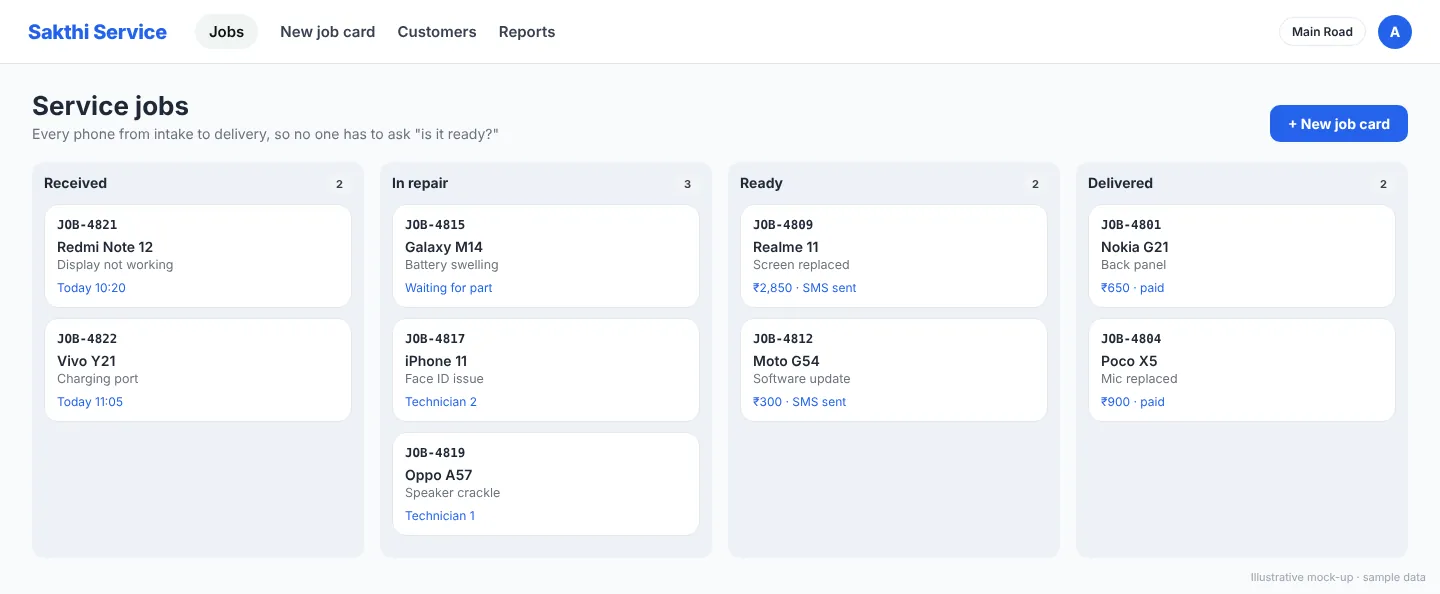 Sakthi Service Jobs New job card Customers Reports Main Road A
Service jobs
Every phone from intake to delivery, so no one has to ask "is it ready?"
+ New job card
Received 2
JOB-4821
Redmi Note 12
Display not working
Today 10:20
JOB-4822
Vivo Y21
Charging port
Today 11:05
In repair 3
JOB-4815
Galaxy M14
Battery swelling
Waiting for part
JOB-4817
iPhone 11
Face ID issue
Technician 2
JOB-4819
Oppo A57
Speaker crackle
Technician 1
Ready 2
JOB-4809
Realme 11
Screen replaced
₹2,850 · SMS sent
JOB-4812
Moto G54
Software update
₹300 · SMS sent
Delivered 2
JOB-4801
Nokia G21
Back panel
₹650 · paid
JOB-4804
Poco X5
Mic replaced
₹900 · paid
Illustrative mock-up · sample data